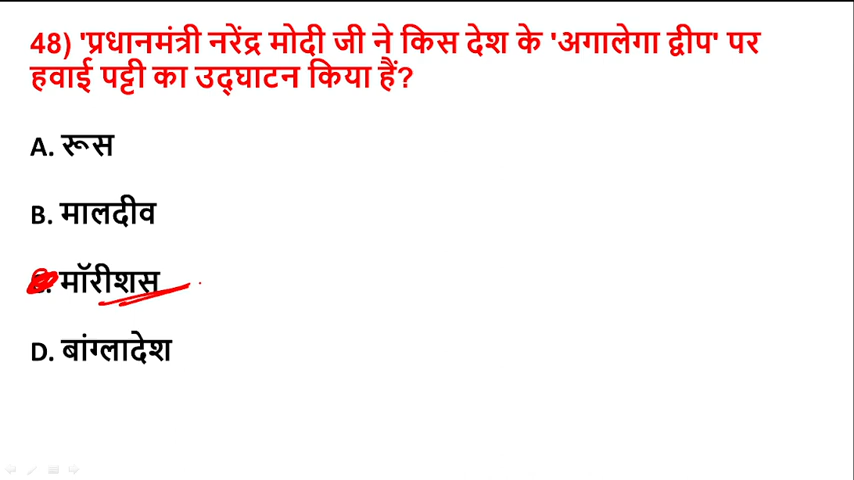 48) 'प्रधानमंत्री नरेंद्र मोदी जी ने किस देश के 'अगालेगा द्वीप' पर
हवाई पट्टी का उद्घाटन किया हैं?
A. रूस
B. मालदीव
मॉरीशस
D. बांग्लादेश